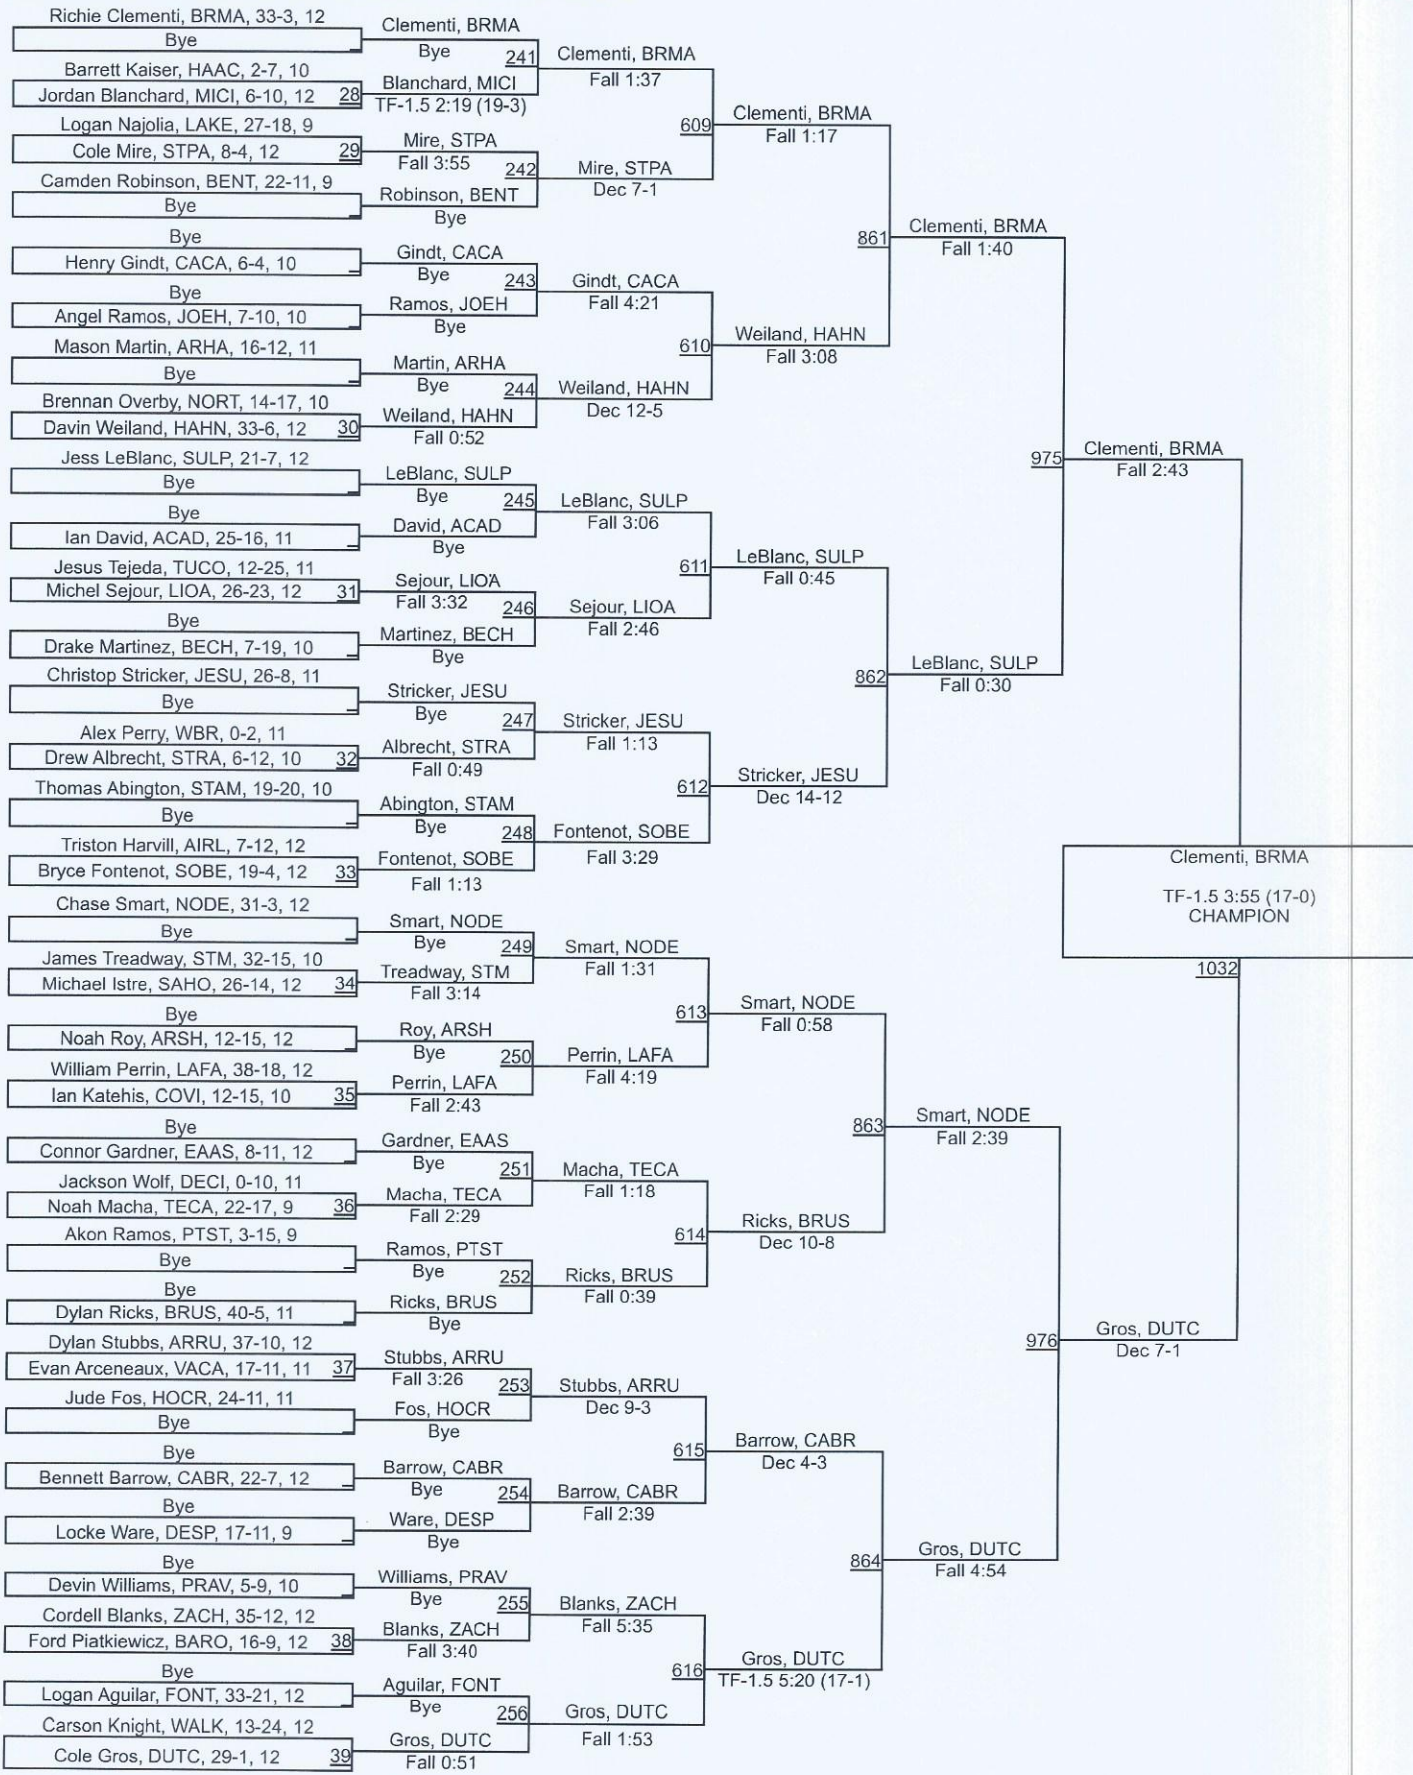 Richie Clementi, BRMA, 33-3, 12
Bye
Barrett Kaiser, HAAC, 2-7, 10
Jordan Blanchard, MICI, 6-10, 12 28
Logan Najolia, LAKE, 27-18, 9
Cole Mire, STPA, 8-4, 12 29
Camden Robinson, BENT, 22-11, 9
Bye
Bye
Henry Gindt, CACA, 6-4, 10
Bye
Angel Ramos, JOEH, 7-10, 10
Mason Martin, ARHA, 16-12, 11
Bye
Brennan Overby, NORT, 14-17, 10
Davin Weiland, HAHN, 33-6, 12 30
Jess LeBlanc, SULP, 21-7, 12
Bye
Bye
Ian David, ACAD, 25-16, 11
Jesus Tejeda, TUCO, 12-25, 11
Michel Sejour, LIOA, 26-23, 12 31
Bye
Drake Martinez, BECH, 7-19, 10
Christop Stricker, JESU, 26-8, 11
Bye
Alex Perry, WBR, 0-2, 11
Drew Albrecht, STRA, 6-12, 10 32
Thomas Abington, STAM, 19-20, 10
Bye
Triston Harvill, AIRL, 7-12, 12
Bryce Fontenot, SOBE, 19-4, 12 33
Chase Smart, NODE, 31-3, 12
Bye
James Treadway, STM, 32-15, 10
Michael Istre, SAHO, 26-14, 12 34
Bye
Noah Roy, ARSH, 12-15, 12
William Perrin, LAFA, 38-18, 12
Ian Katehis, COVI, 12-15, 10 35
Bye
Connor Gardner, EAAS, 8-11, 12
Jackson Wolf, DECI, 0-10, 11
Noah Macha, TECA, 22-17, 9 36
Akon Ramos, PTST, 3-15, 9
Bye
Bye
Dylan Ricks, BRUS, 40-5, 11
Dylan Stubbs, ARRU, 37-10, 12
Evan Arceneaux, VACA, 17-11, 11 37
Jude Fos, HOCR, 24-11, 11
Bye
Bye
Bennett Barrow, CABR, 22-7, 12
Bye
Locke Ware, DESP, 17-11, 9
Bye
Devin Williams, PRAV, 5-9, 10
Cordell Blanks, ZACH, 35-12, 12
Ford Piatkiewicz, BARO, 16-9, 12 38
Bye
Logan Aguilar, FONT, 33-21, 12
Carson Knight, WALK, 13-24, 12
Cole Gros, DUTC, 29-1, 12 39
Clementi, BRMA
Bye
241
Blanchard, MICI
TF-1.5 2:19 (19-3)
Mire, STPA
Fall 3:55
242
Robinson, BENT
Bye
Gindt, CACA
Bye
243
Ramos, JOEH
Bye
Martin, ARHA
Bye
244
Weiland, HAHN
Fall 0:52
LeBlanc, SULP
Bye
245
David, ACAD
Bye
Sejour, LIOA
Fall 3:32
246
Martinez, BECH
Bye
Stricker, JESU
Bye
247
Albrecht, STRA
Fall 0:49
Abington, STAM
Bye
248
Fontenot, SOBE
Fall 1:13
Smart, NODE
Bye
249
Treadway, STM
Fall 3:14
Roy, ARSH
Bye
250
Perrin, LAFA
Fall 2:43
Gardner, EAAS
Bye
251
Macha, TECA
Fall 2:29
Ramos, PTST
Bye
252
Ricks, BRUS
Bye
Stubbs, ARRU
Fall 3:26
253
Fos, HOCR
Bye
Barrow, CABR
Bye
254
Ware, DESP
Bye
Williams, PRAV
Bye
255
Blanks, ZACH
Fall 3:40
Aguilar, FONT
Bye
256
Gros, DUTC
Fall 0:51
Clementi, BRMA
Fall 1:37
609
Mire, STPA
Dec 7-1
Gindt, CACA
Fall 4:21
610
Weiland, HAHN
Dec 12-5
LeBlanc, SULP
Fall 3:06
611
Sejour, LIOA
Fall 2:46
Stricker, JESU
Fall 1:13
612
Fontenot, SOBE
Fall 3:29
Smart, NODE
Fall 1:31
613
Perrin, LAFA
Fall 4:19
Macha, TECA
Fall 1:18
614
Ricks, BRUS
Fall 0:39
Stubbs, ARRU
Dec 9-3
615
Barrow, CABR
Fall 2:39
Blanks, ZACH
Fall 5:35
616
Gros, DUTC
Fall 1:53
Clementi, BRMA
Fall 1:17
861
Weiland, HAHN
Fall 3:08
LeBlanc, SULP
Fall 0:45
862
Stricker, JESU
Dec 14-12
Smart, NODE
Fall 0:58
863
Ricks, BRUS
Dec 10-8
Barrow, CABR
Dec 4-3
864
Gros, DUTC
TF-1.5 5:20 (17-1)
Clementi, BRMA
Fall 1:40
975
LeBlanc, SULP
Fall 0:30
Smart, NODE
Fall 2:39
976
Gros, DUTC
Fall 4:54
Clementi, BRMA
Fall 2:43
Clementi, BRMA
TF-1.5 3:55 (17-0)
CHAMPION
1032
Gros, DUTC
Dec 7-1